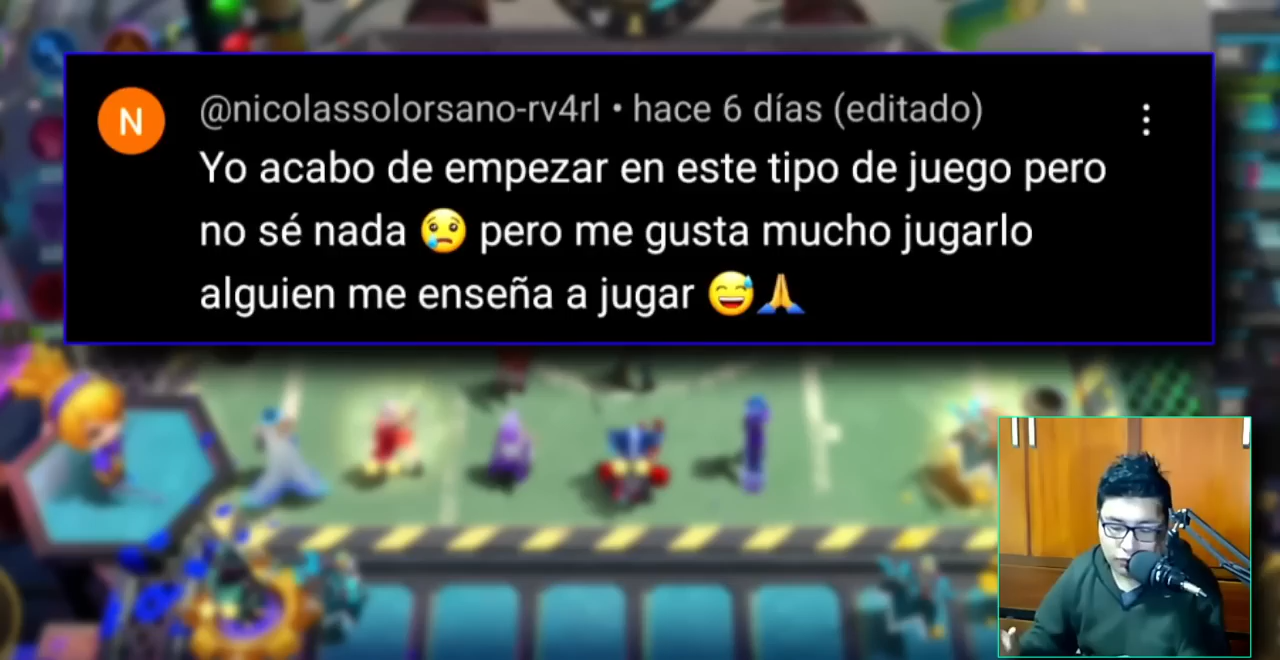 N
@nicolassolorsano-rv4rl • hace 6 días (editado)
Yo acabo de empezar en este tipo de juego pero
no sé nada 😢 pero me gusta mucho jugarlo
alguien me enseña a jugar 😅🙏